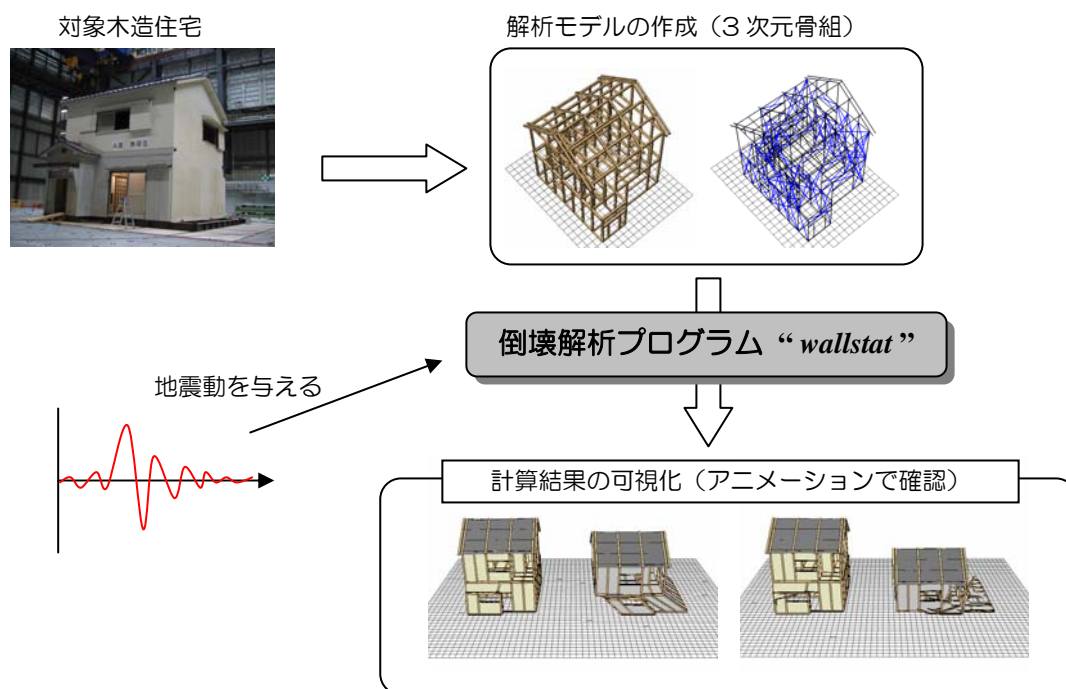 対象木造住宅
解析モデルの作成（3 次元骨組）
倒壊解析プログラム “ wallstat ”
地震動を与える
計算結果の可視化（アニメーションで確認）